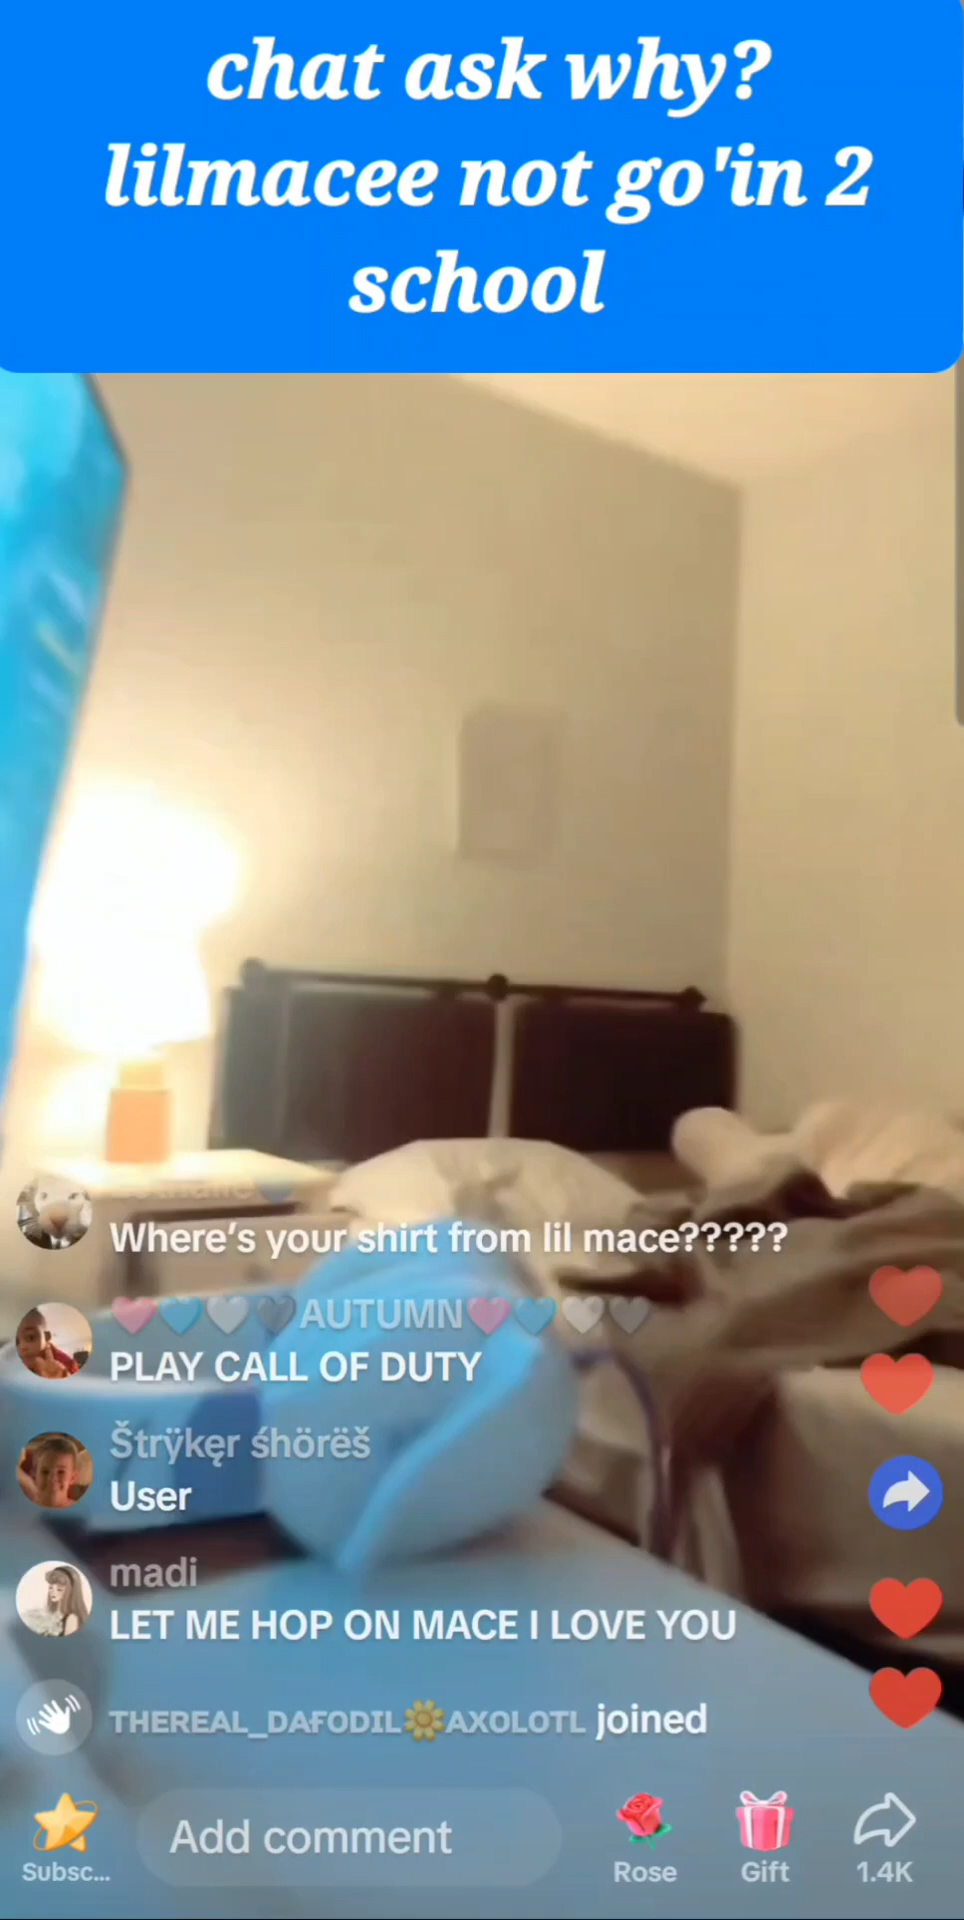 chat ask why?
lilmacee not go'in 2
school
Where's your shirt from lil mace?????
🩷🩵🤍🖤AUTUMN🩷🩵🤍🖤
PLAY CALL OF DUTY
Štrÿkęr śhörëš
User
madi
LET ME HOP ON MACE I LOVE YOU
THEREAL_DAFODIL🌼AXOLOTL joined
Add comment
Subsc...
Rose
Gift
1.4K